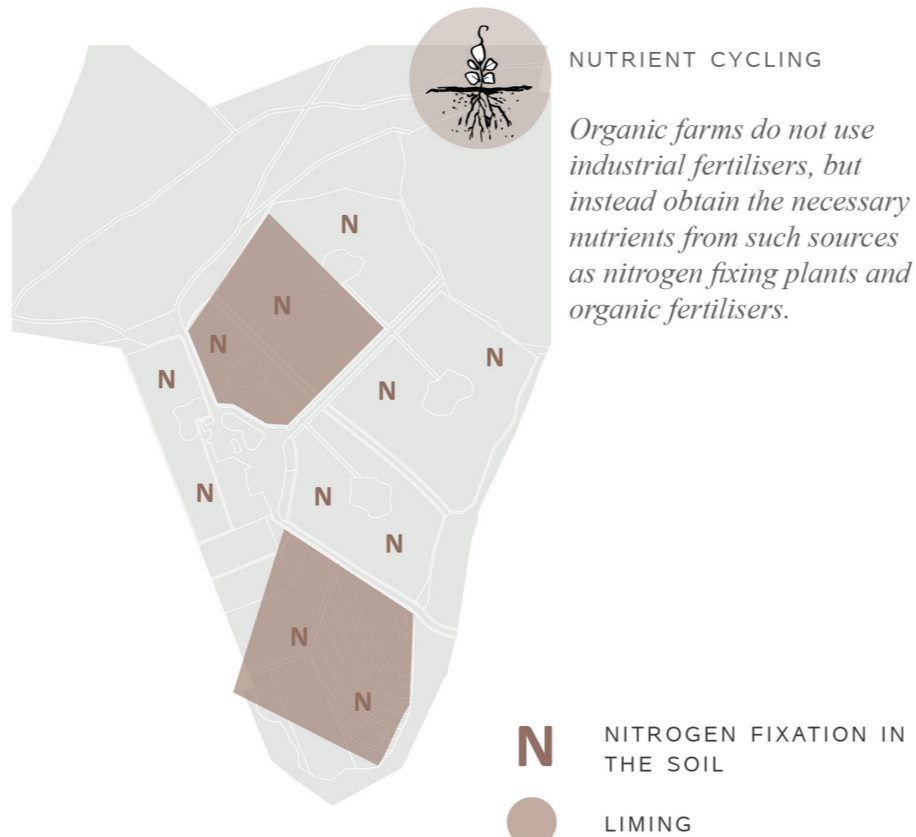 NUTRIENT CYCLING
Organic farms do not use
industrial fertilisers, but
instead obtain the necessary
nutrients from such sources
as nitrogen fixing plants and
organic fertilisers.
N
N
N
N
N
N
N
N
N
N
N
N NITROGEN FIXATION IN
THE SOIL
LIMING